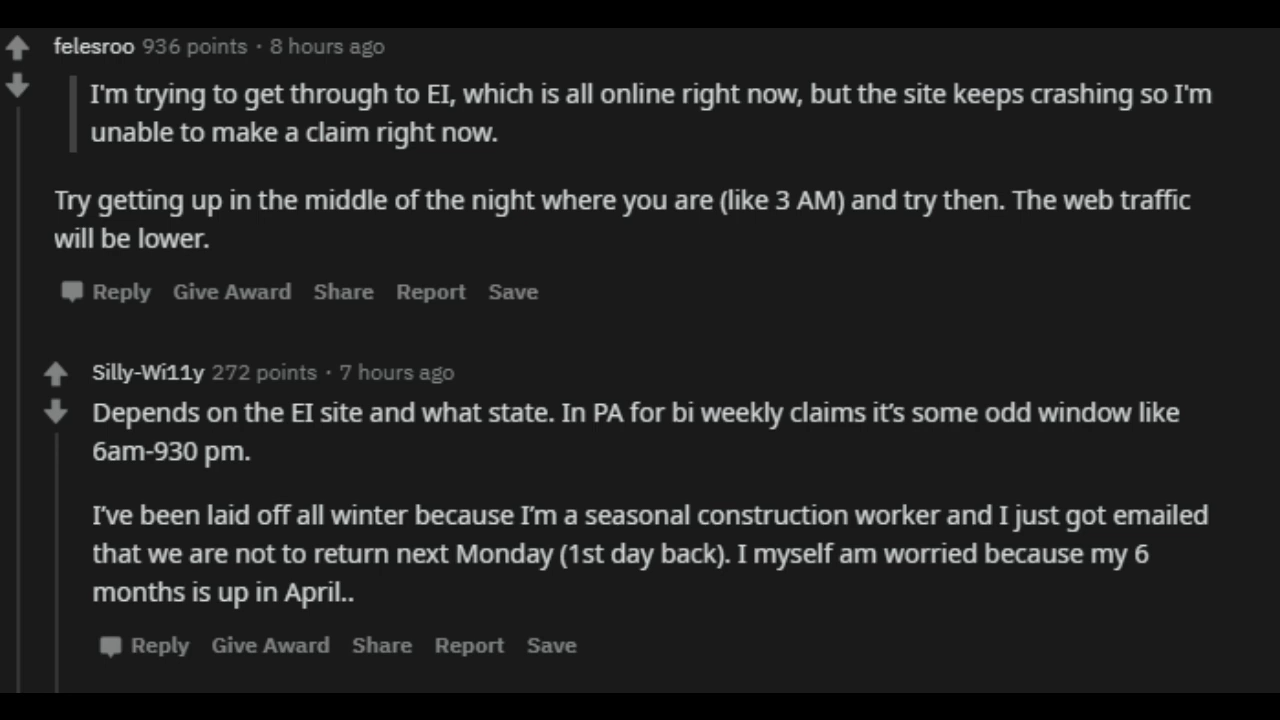 felesroo 936 points · 8 hours ago
I'm trying to get through to EI, which is all online right now, but the site keeps crashing so I'm
unable to make a claim right now.
Try getting up in the middle of the night where you are (like 3 AM) and try then. The web traffic
will be lower.
Reply Give Award Share Report Save
Silly-Wi11y 272 points · 7 hours ago
Depends on the EI site and what state. In PA for bi weekly claims it's some odd window like
6am-930 pm.
I've been laid off all winter because I'm a seasonal construction worker and I just got emailed
that we are not to return next Monday (1st day back). I myself am worried because my 6
months is up in April..
Reply Give Award Share Report Save